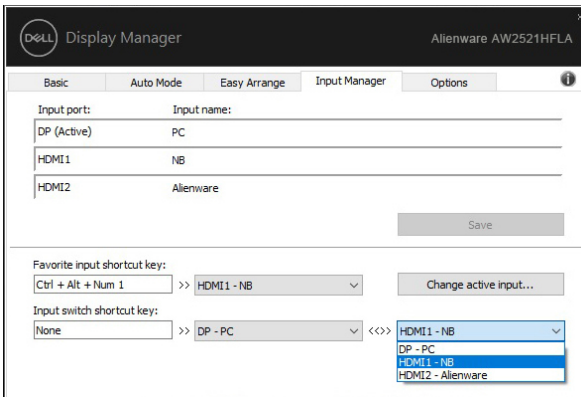 DELL Display Manager Alienware AW2521HFLA
Basic Auto Mode Easy Arrange Input Manager Options i
Input port: Input name:
DP (Active) PC
HDMI1 NB
HDMI2 Alienware
Save
Favorite input shortcut key:
Ctrl + Alt + Num 1 >> HDMI1 - NB Change active input...
Input switch shortcut key:
None >> DP - PC <<>> HDMI1 - NB
DP - PC
HDMI1 - NB
HDMI2 - Alienware